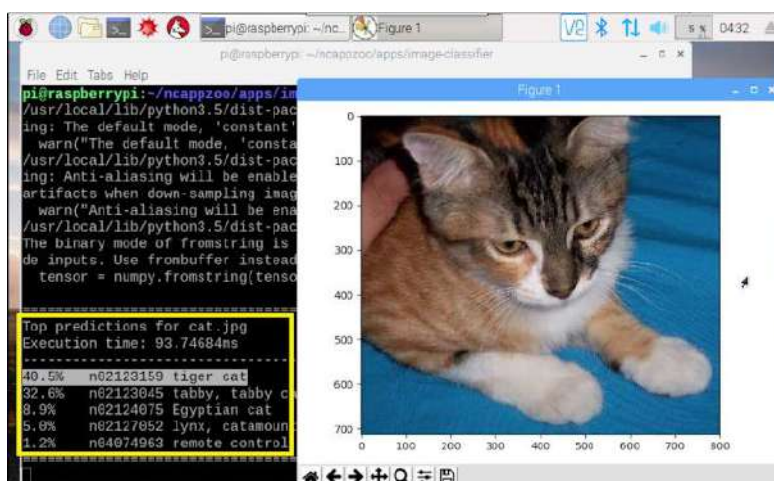 pi@raspberrypi: ~/nc... Figure 1 5 % 04:32
pi@raspberrypi: ~/ncappzoo/apps/image-classifier
File Edit Tabs Help
Figure 1
pi@raspberrypi:~/ncappzoo/apps/im
/usr/local/lib/python3.5/dist-pac
ing: The default mode, 'constant'
warn("The default mode, 'consta
/usr/local/lib/python3.5/dist-pac
ing: Anti-aliasing will be enable
artifacts when down-sampling imag
warn("Anti-aliasing will be ena
/usr/local/lib/python3.5/dist-pac
The binary mode of fromstring is
de inputs. Use frombuffer instead
tensor = numpy.fromstring(tenso
Top predictions for cat.jpg
Execution time: 93.74684ms
40.5% n02123159 tiger cat
32.6% n02123045 tabby, tabby c
8.9% n02124075 Egyptian cat
5.0% n02127052 lynx, catamoun
1.2% n04074963 remote control
0
100
200
300
400
500
600
700
0 100 200 300 400 500 600 700 800